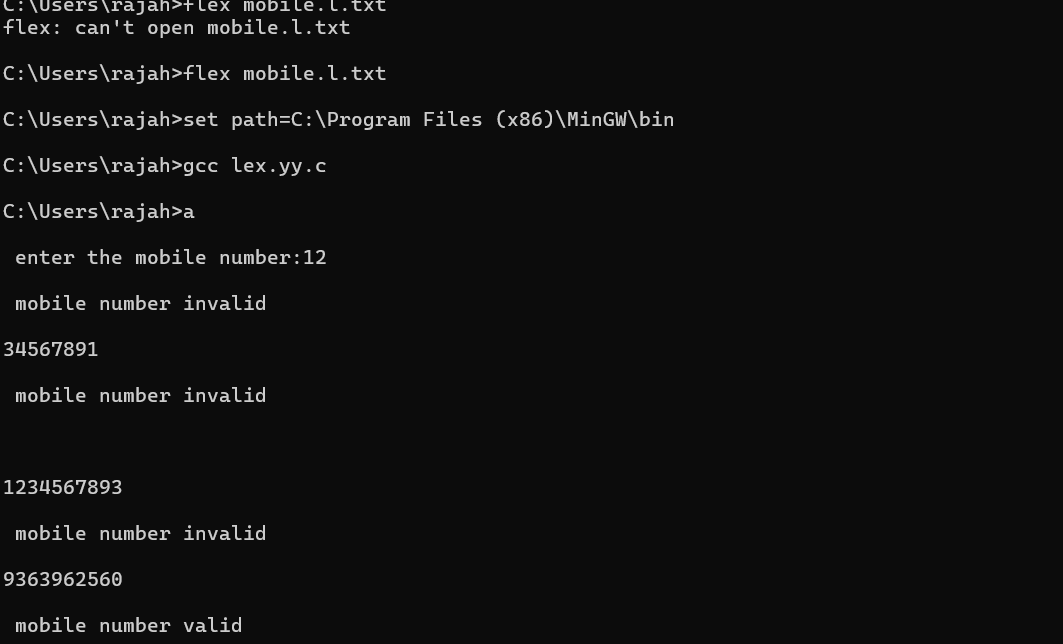 C:\Users\rajah>flex mobile.l.txt
flex: can't open mobile.l.txt
C:\Users\rajah>flex mobile.l.txt
C:\Users\rajah>set path=C:\Program Files (x86)\MinGW\bin
C:\Users\rajah>gcc lex.yy.c
C:\Users\rajah>a
enter the mobile number:12
mobile number invalid
34567891
mobile number invalid
1234567893
mobile number invalid
9363962560
mobile number valid